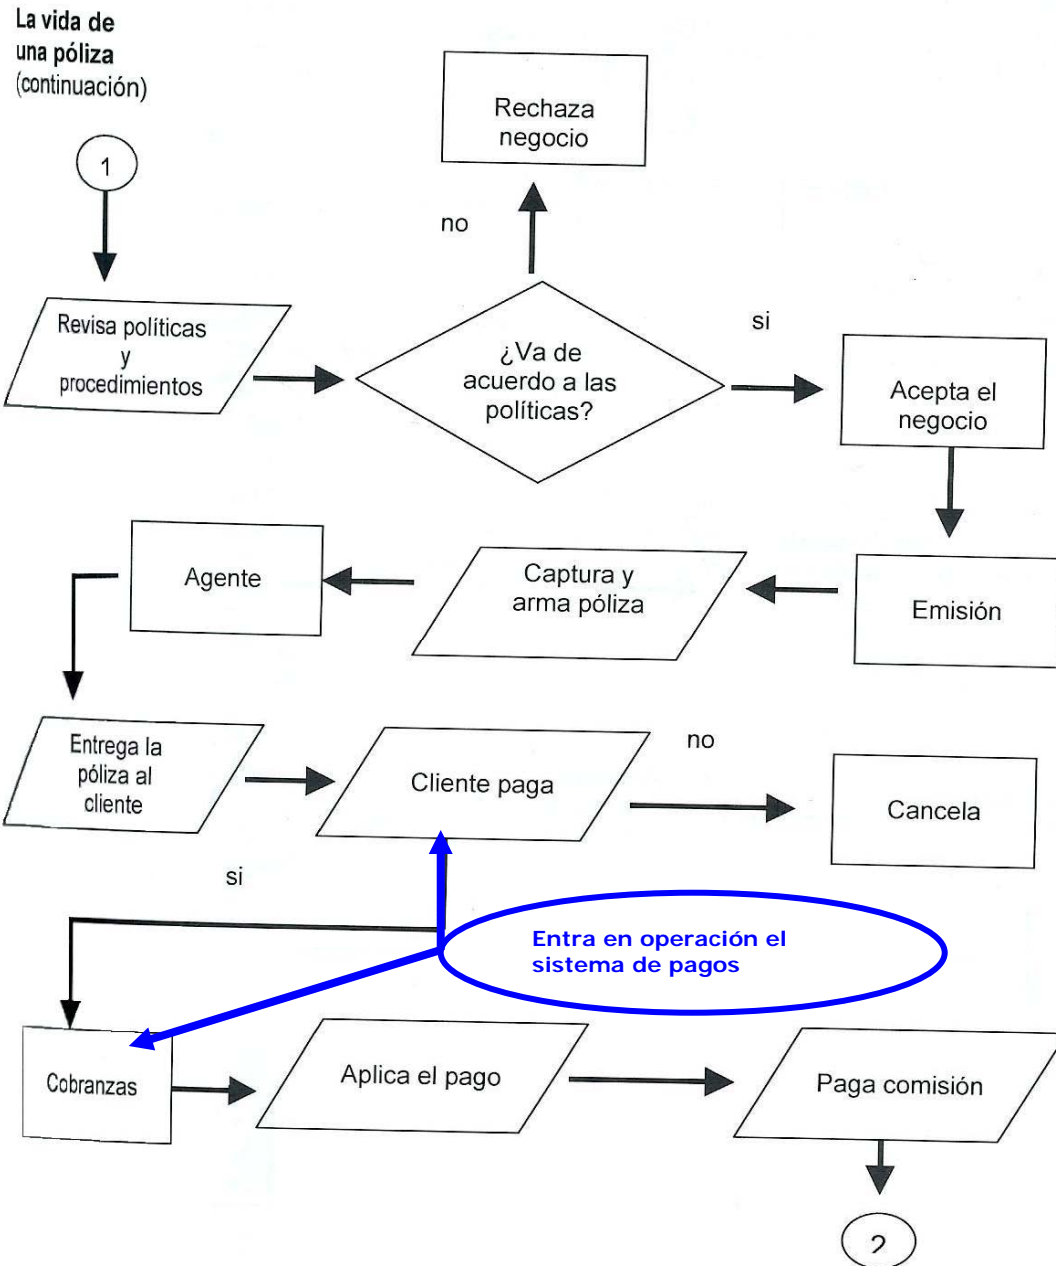 La vida de
una póliza
(continuación)
1
Rechaza
negocio
no
Revisa políticas
y
procedimientos
¿Va de
acuerdo a las
políticas?
si
Acepta el
negocio
Agente
Captura y
arma póliza
Emisión
Entrega la
póliza al
cliente
Cliente paga
no
Cancela
si
Entra en operación el
sistema de pagos
Cobranzas
Aplica el pago
Paga comisión
2